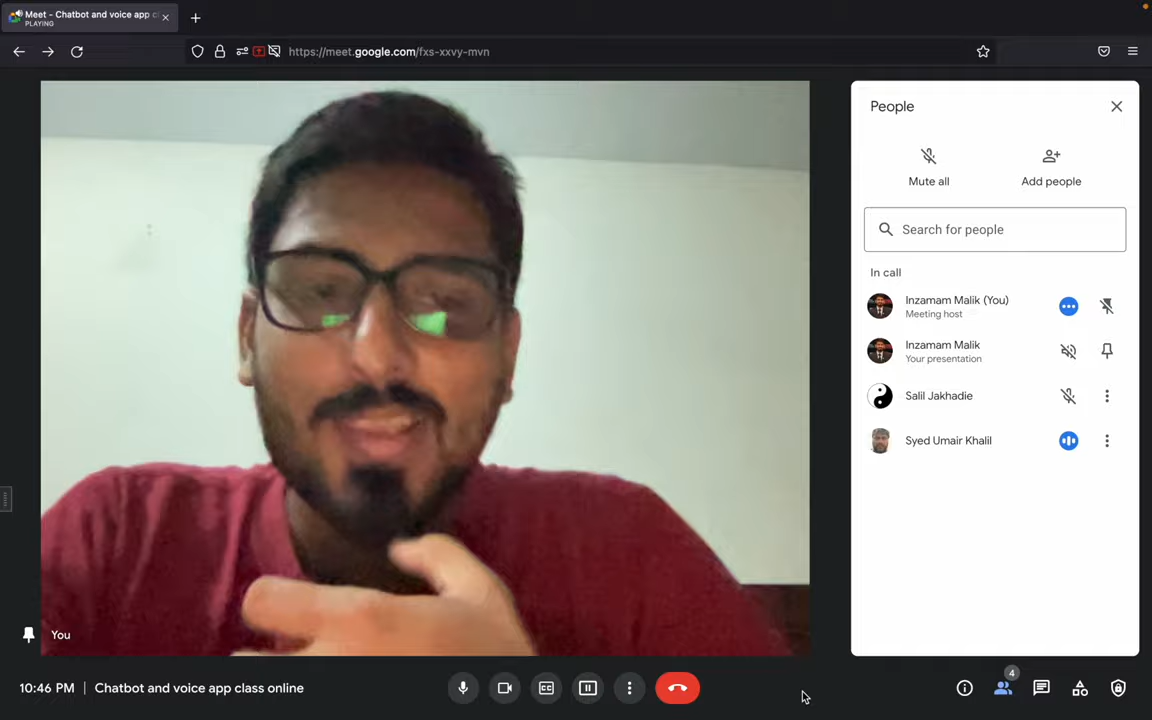 Meet - Chatbot and voice app c
PLAYING
https://meet.google.com/fxs-xxvy-mvn
People
Mute all
Add people
Search for people
In call
Inzamam Malik (You)
Meeting host
Inzamam Malik
Your presentation
Salil Jakhadie
Syed Umair Khalil
You
10:46 PM | Chatbot and voice app class online
CC
4